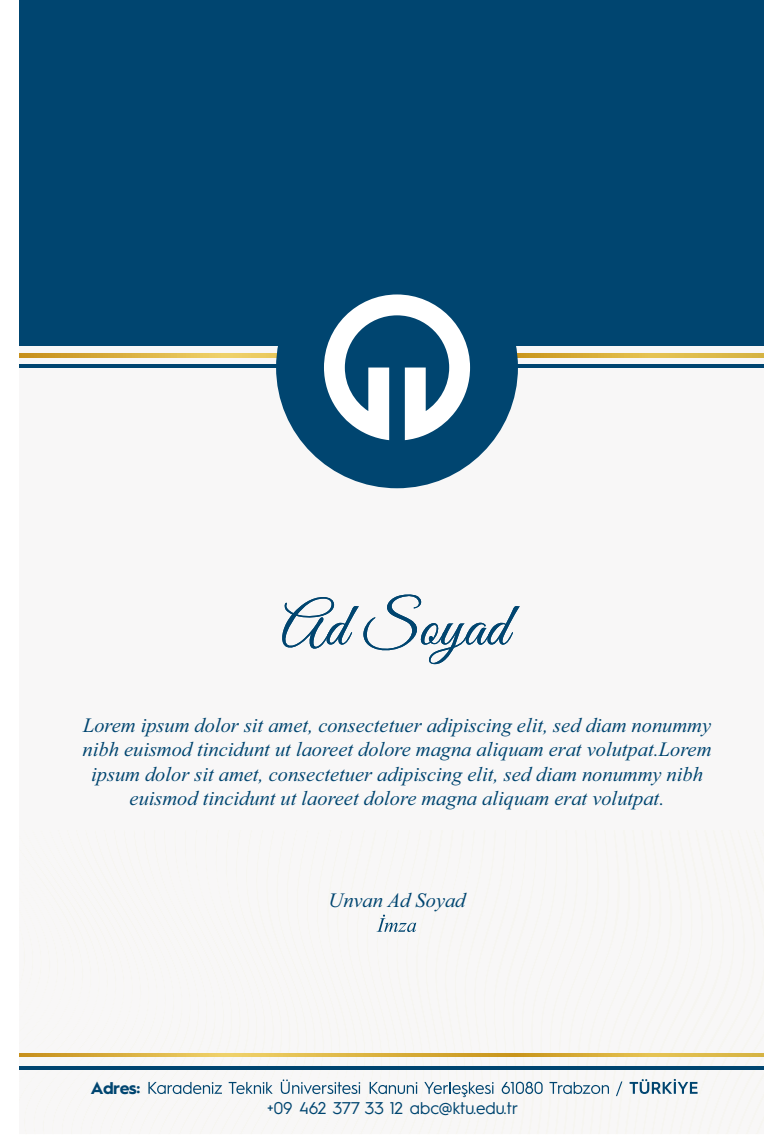 Ad Soyad
Lorem ipsum dolor sit amet, consectetuer adipiscing elit, sed diam nonummy
nibh euismod tincidunt ut laoreet dolore magna aliquam erat volutpat.Lorem
ipsum dolor sit amet, consectetuer adipiscing elit, sed diam nonummy nibh
euismod tincidunt ut laoreet dolore magna aliquam erat volutpat.
Unvan Ad Soyad
İmza
Adres: Karadeniz Teknik Üniversitesi Kanuni Yerleşkesi 61080 Trabzon / TÜRKİYE
+09 462 377 33 12 abc@ktu.edu.tr